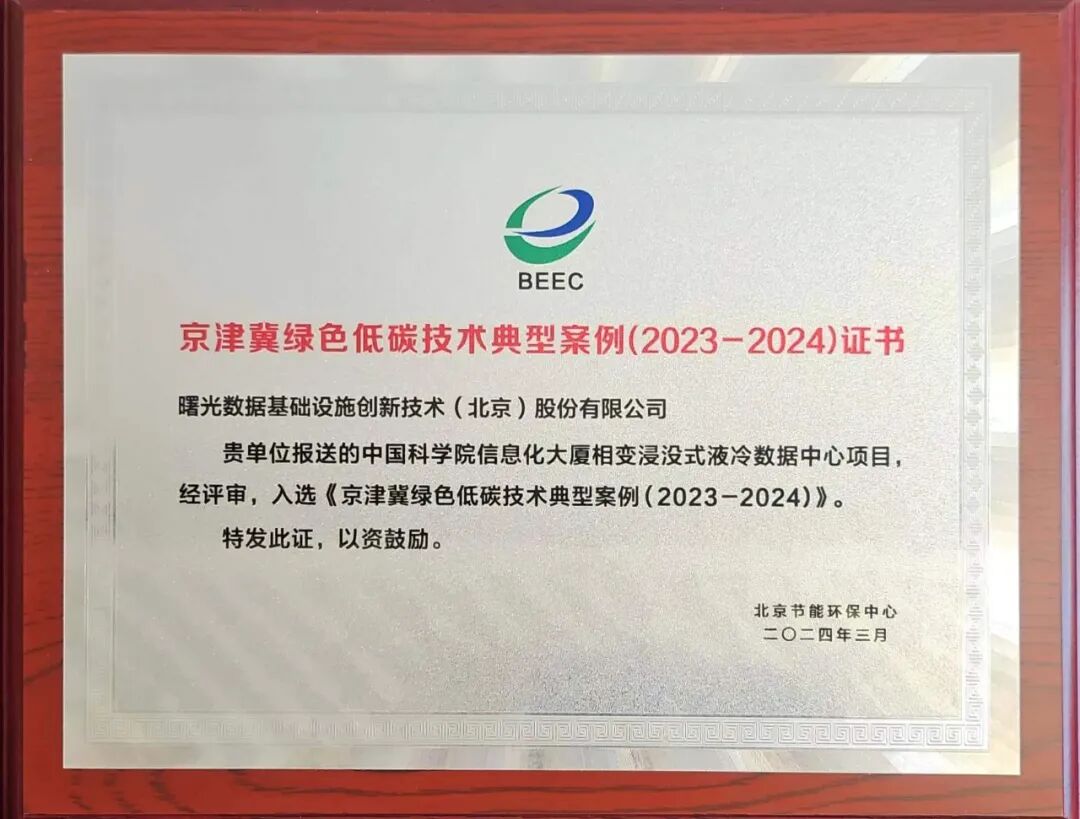 BEEC
京津冀绿色低碳技术典型案例(2023-2024)证书
曙光数据基础设施创新技术（北京）股份有限公司
贵单位报送的中国科学院信息化大厦相变浸没式液冷数据中心项目，
经评审，入选《京津冀绿色低碳技术典型案例（2023-2024）》。
特发此证，以资鼓励。
北京节能环保中心
二〇二四年三月